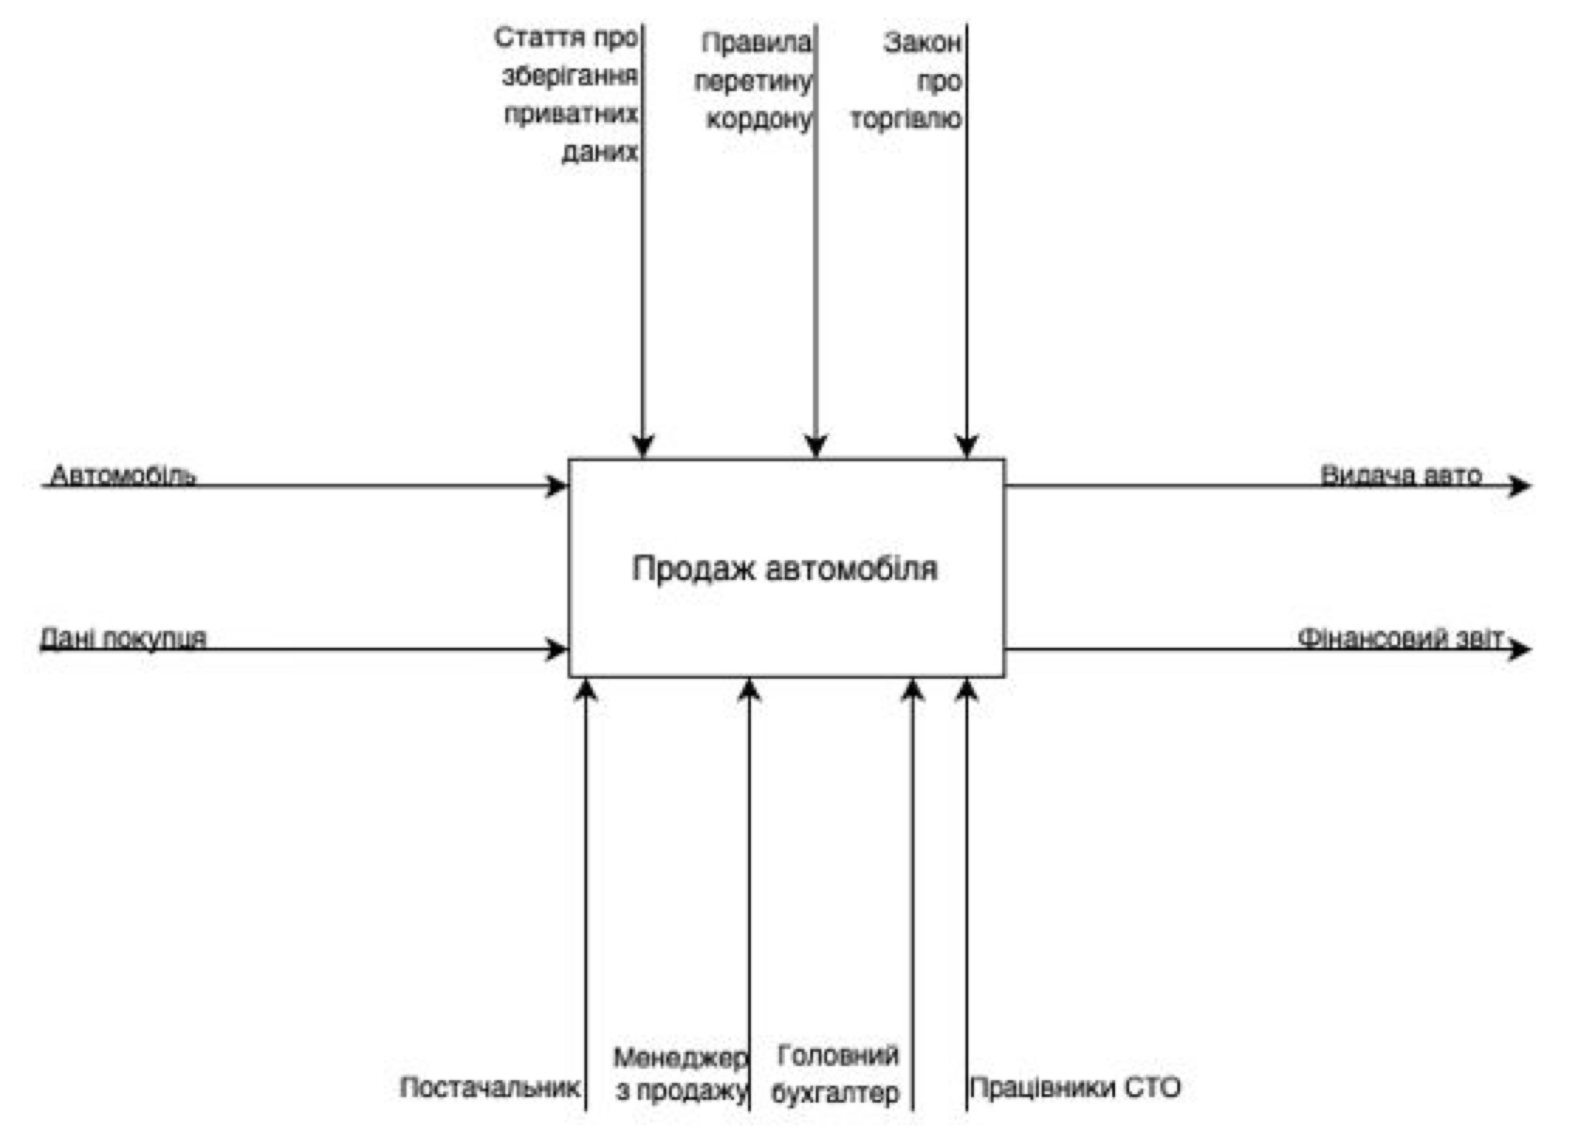 Стаття про
зберігання
приватних
даних
Правила
перетину
кордону
Закон
про
торгівлю
Автомобіль
Видача авто
Продаж автомобіля
Дані покупця
Фінансовий звіт
Постачальник
Менеджер
з продажу
Головний
бухгалтер
Працівники СТО